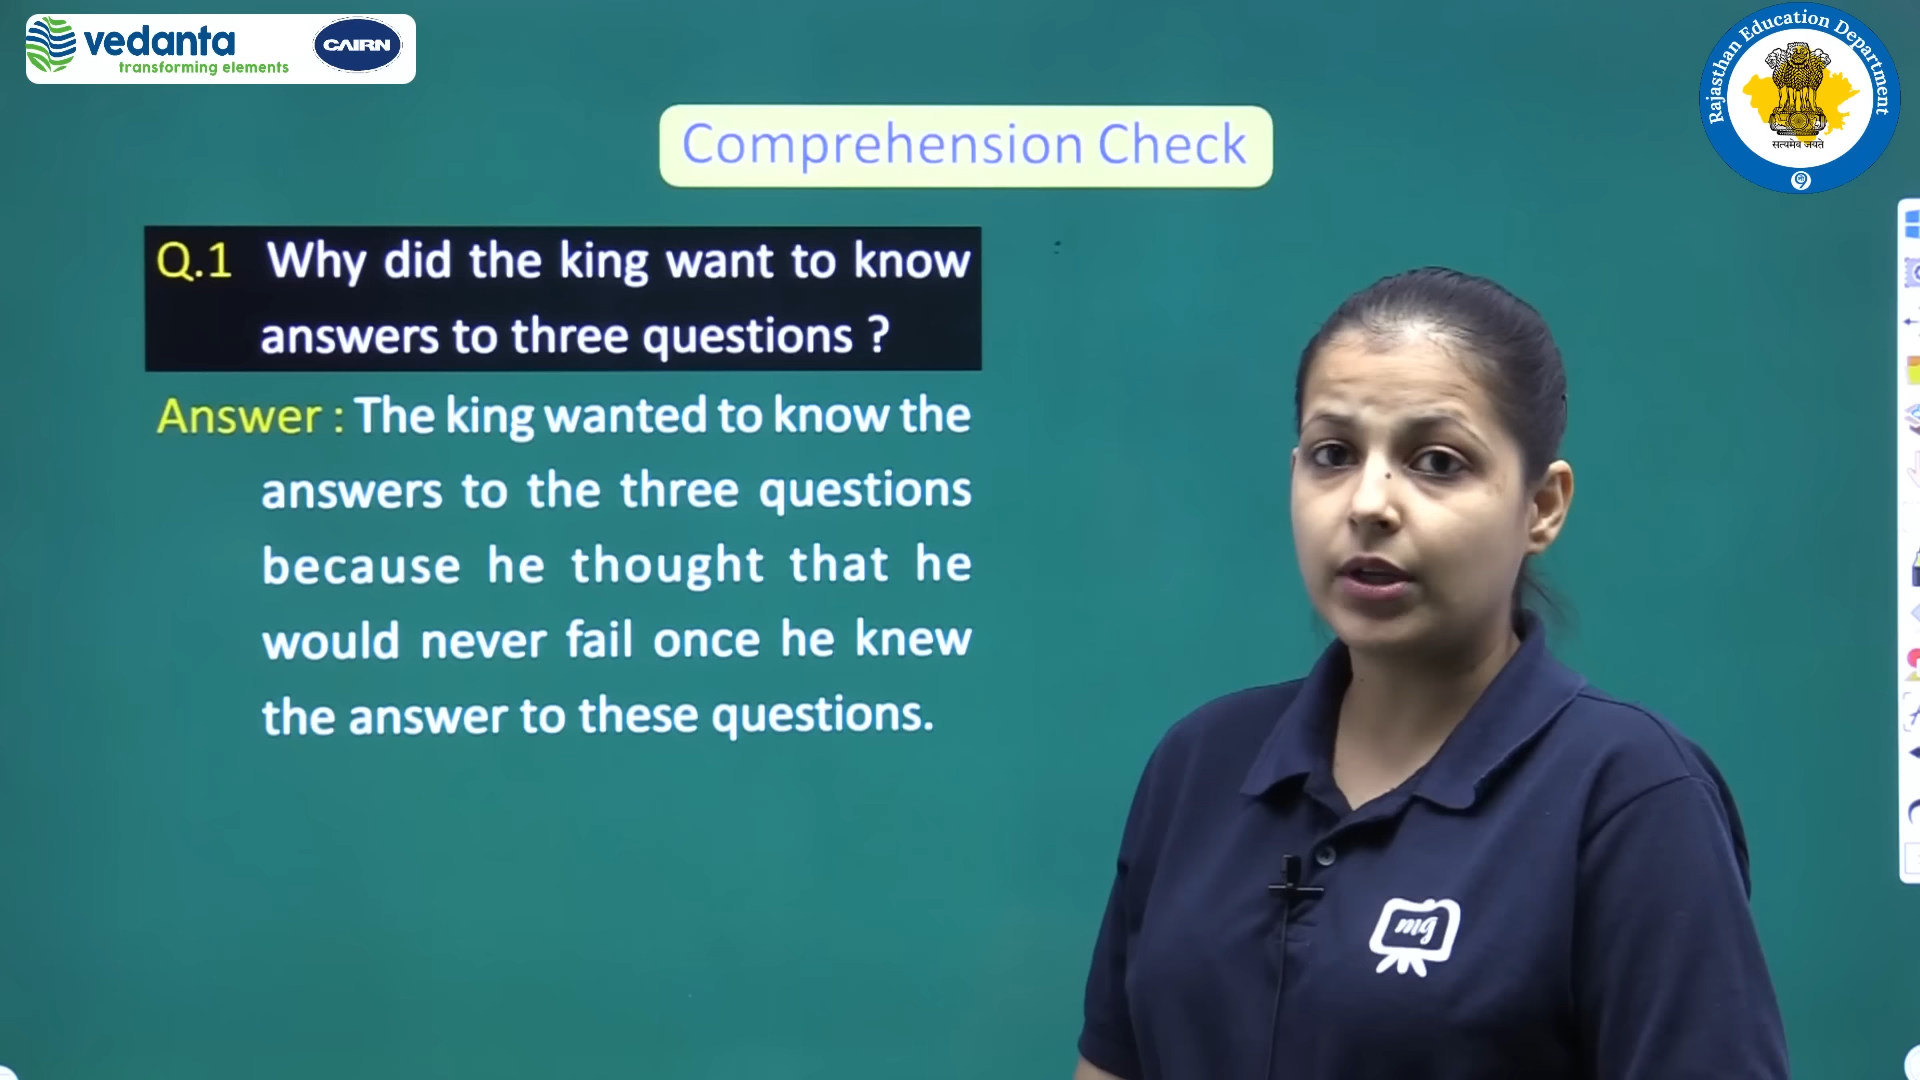 vedanta
transforming elements
CAIRN
Rajasthan Education Department
सत्यमेव जयते
Comprehension Check
Q.1 Why did the king want to know
answers to three questions ?
Answer : The king wanted to know the
answers to the three questions
because he thought that he
would never fail once he knew
the answer to these questions.
mg